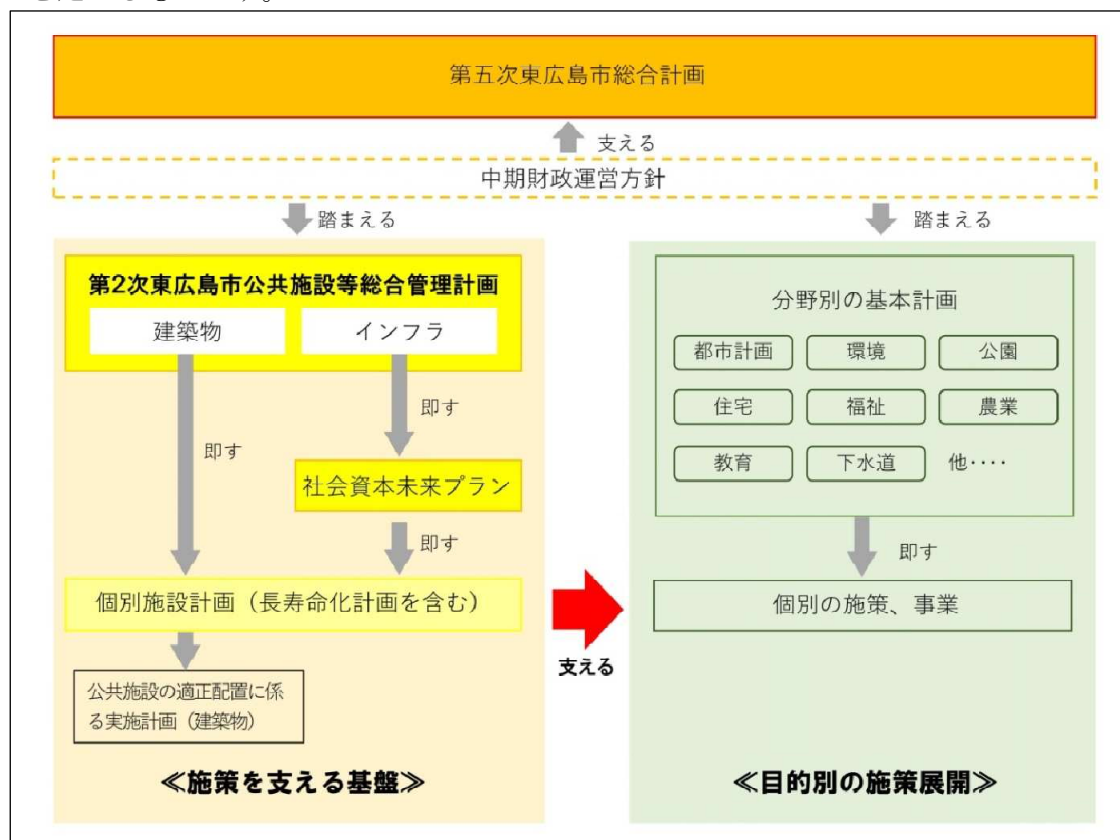 第五次東広島市総合計画
支える
中期財政運営方針
踏まえる
踏まえる
第2次東広島市公共施設等総合管理計画
建築物
インフラ
即す
即す
社会資本未来プラン
即す
個別施設計画(長寿命化計画を含む)
公共施設の適正配置に係
る実施計画(建築物)
≪施策を支える基盤≫
支える
分野別の基本計画
都市計画
環境
公園
住宅
福祉
農業
教育
下水道
他‥‥
即す
個別の施策、事業
≪目的別の施策展開≫